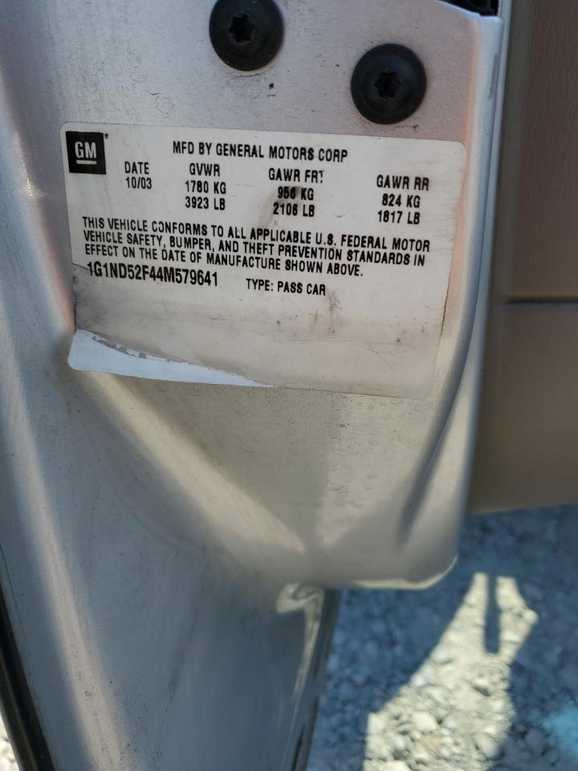 GM
MFD BY GENERAL MOTORS CORP
DATE GVWR GAWR FRT GAWR RR
10/03 1780 KG 956 KG 824 KG
3923 LB 2106 LB 1817 LB
THIS VEHICLE CONFORMS TO ALL APPLICABLE U.S. FEDERAL MOTOR
VEHICLE SAFETY, BUMPER, AND THEFT PREVENTION STANDARDS IN
EFFECT ON THE DATE OF MANUFACTURE SHOWN ABOVE.
1G1ND52F44M579641 TYPE: PASS CAR